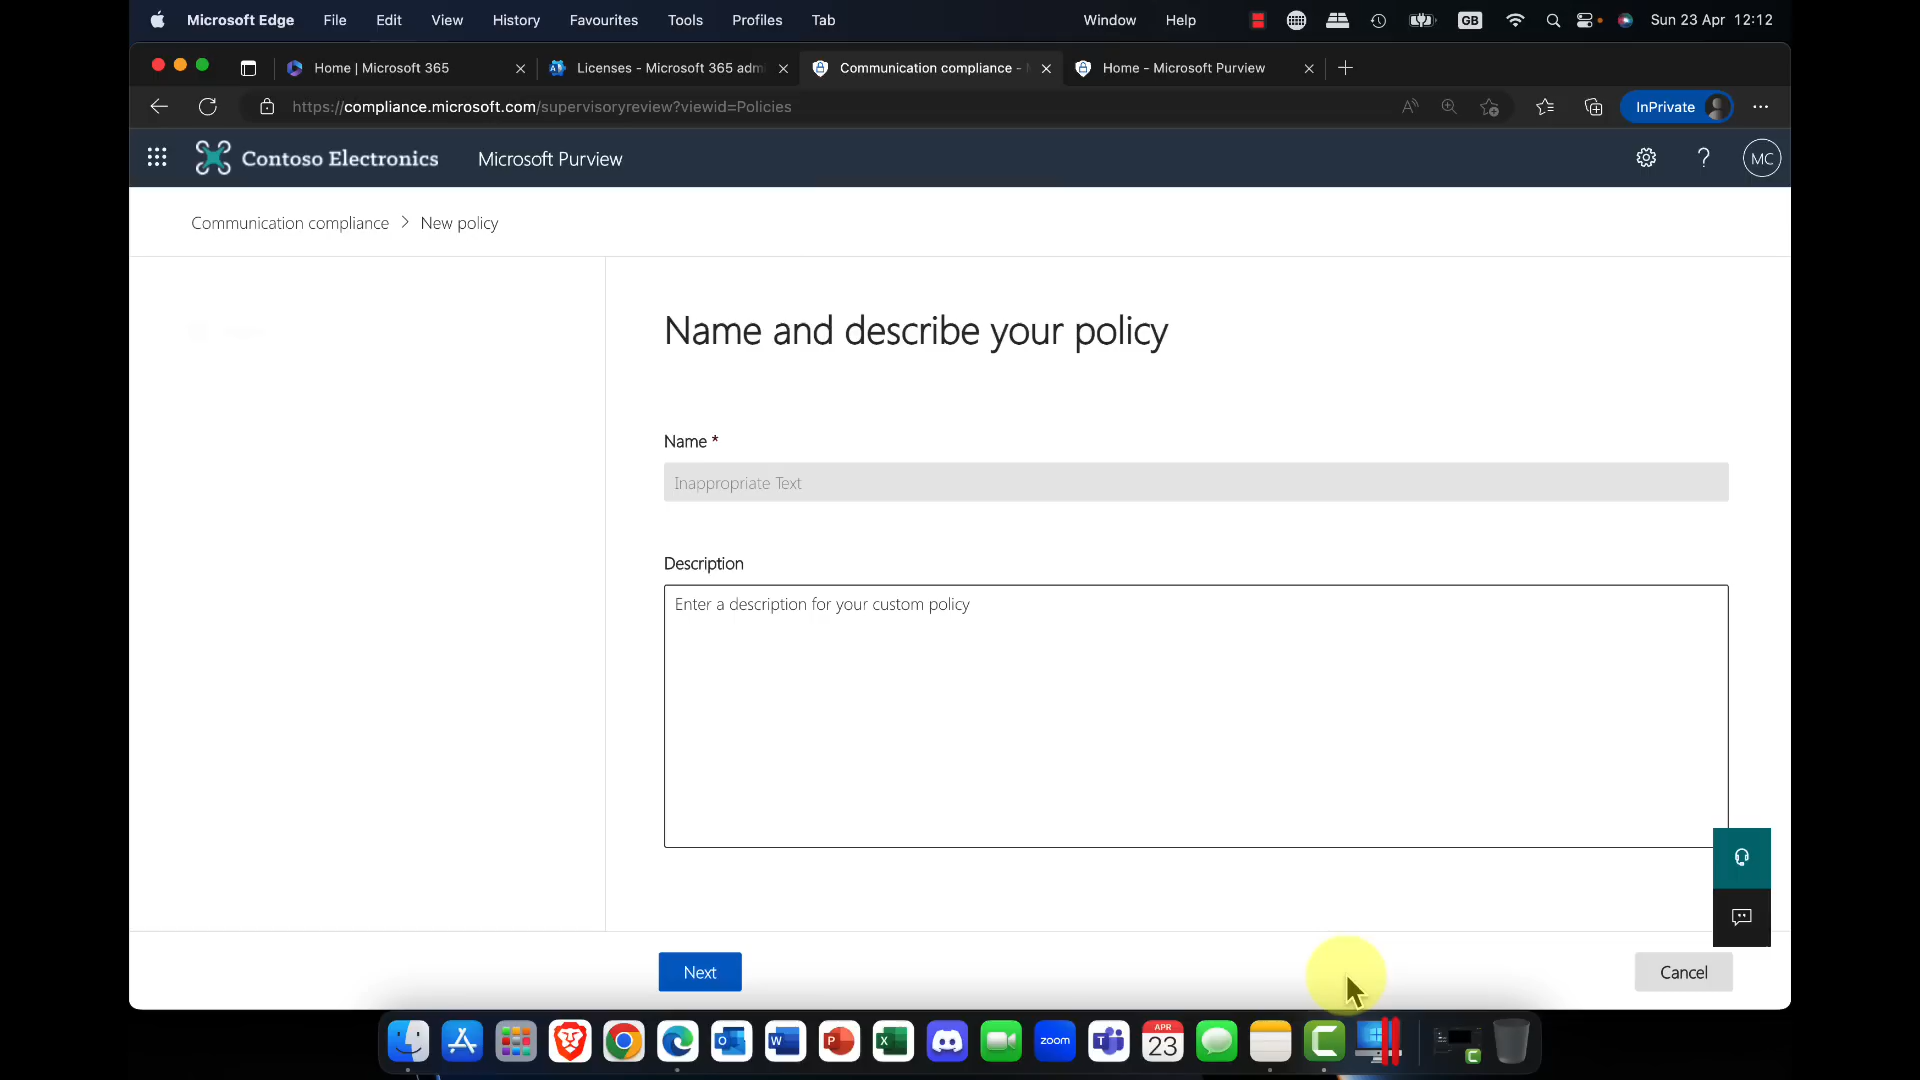 Microsoft Edge File Edit View History Favourites Tools Profiles Tab Window Help GB Sun 23 Apr 12:12
Home | Microsoft 365 Licenses - Microsoft 365 adm Communication compliance - Home - Microsoft Purview
https://compliance.microsoft.com/supervisoryreview?viewid=Policies InPrivate
Contoso Electronics Microsoft Purview MC
Communication compliance > New policy
Name and describe your policy
Name *
Inappropriate Text
Description
Enter a description for your custom policy
Next Cancel
zoom APR 23